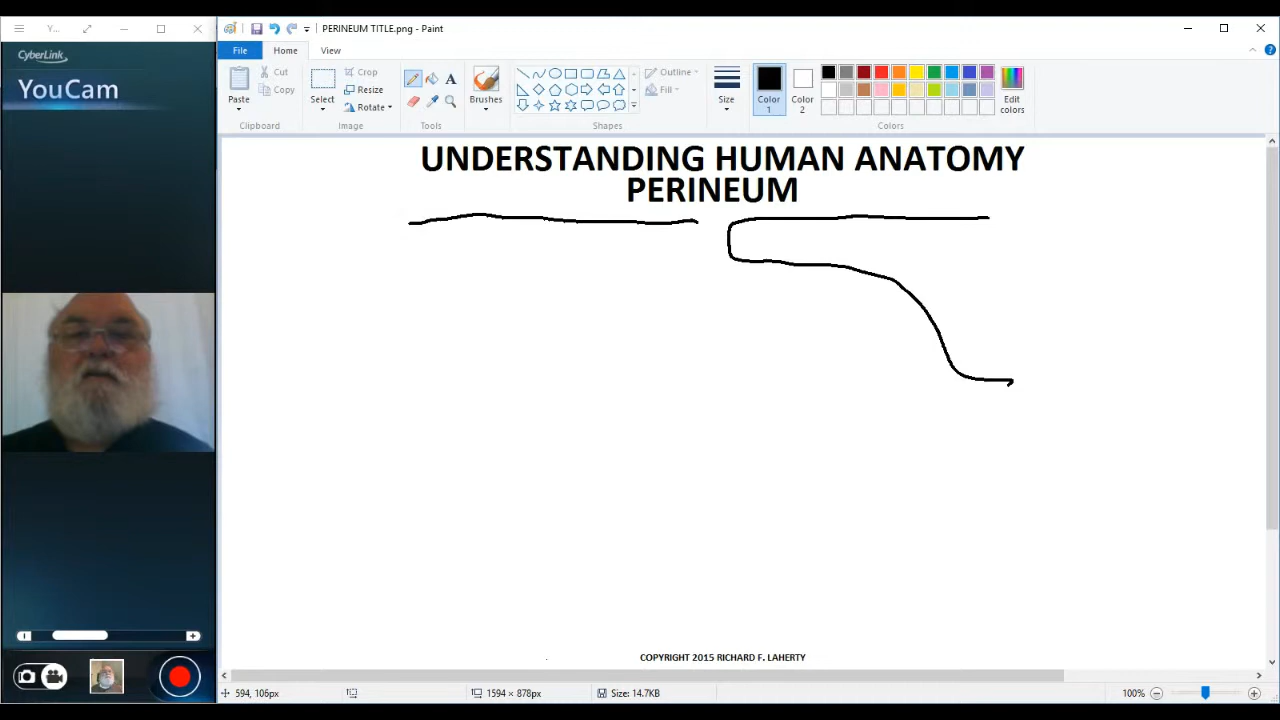 Y...
PERINEUM TITLE.png - Paint
CyberLink
YouCam
File
Home
View
Paste
Cut
Copy
Clipboard
Select
Crop
Resize
Rotate
Image
A
Tools
Brushes
Shapes
Outline
Fill
Size
Color
1
Color
2
Edit
colors
Colors
UNDERSTANDING HUMAN ANATOMY
PERINEUM
COPYRIGHT 2015 RICHARD F. LAHERTY
594, 106px
1594 × 878px
Size: 14.7KB
100%